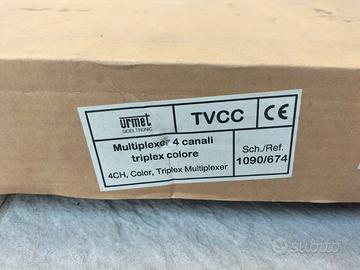 urmet
SIDELTRONIC
TVCC
CE
Multiplexer 4 canali
triplex colore
4CH, Color, Triplex Multiplexer
Sch./Ref.
1090/674
subito